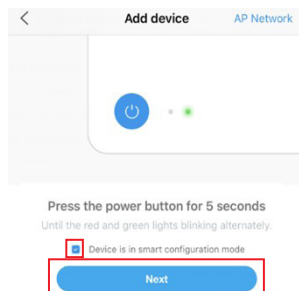 Add device
AP Network
Press the power button for 5 seconds
Until the red and green lights blinking alternately.
Device is in smart configuration mode
Next